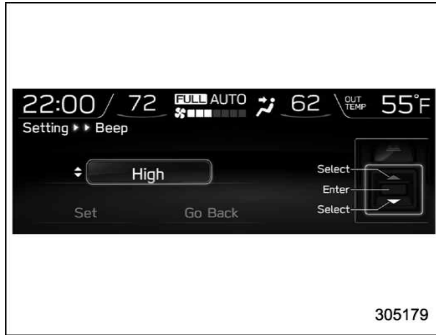 22:00 / 72 FULL AUTO 62 OUT TEMP 55°F
Setting ▸▸ Beep
High
Select
Enter
Select
Set Go Back
305179